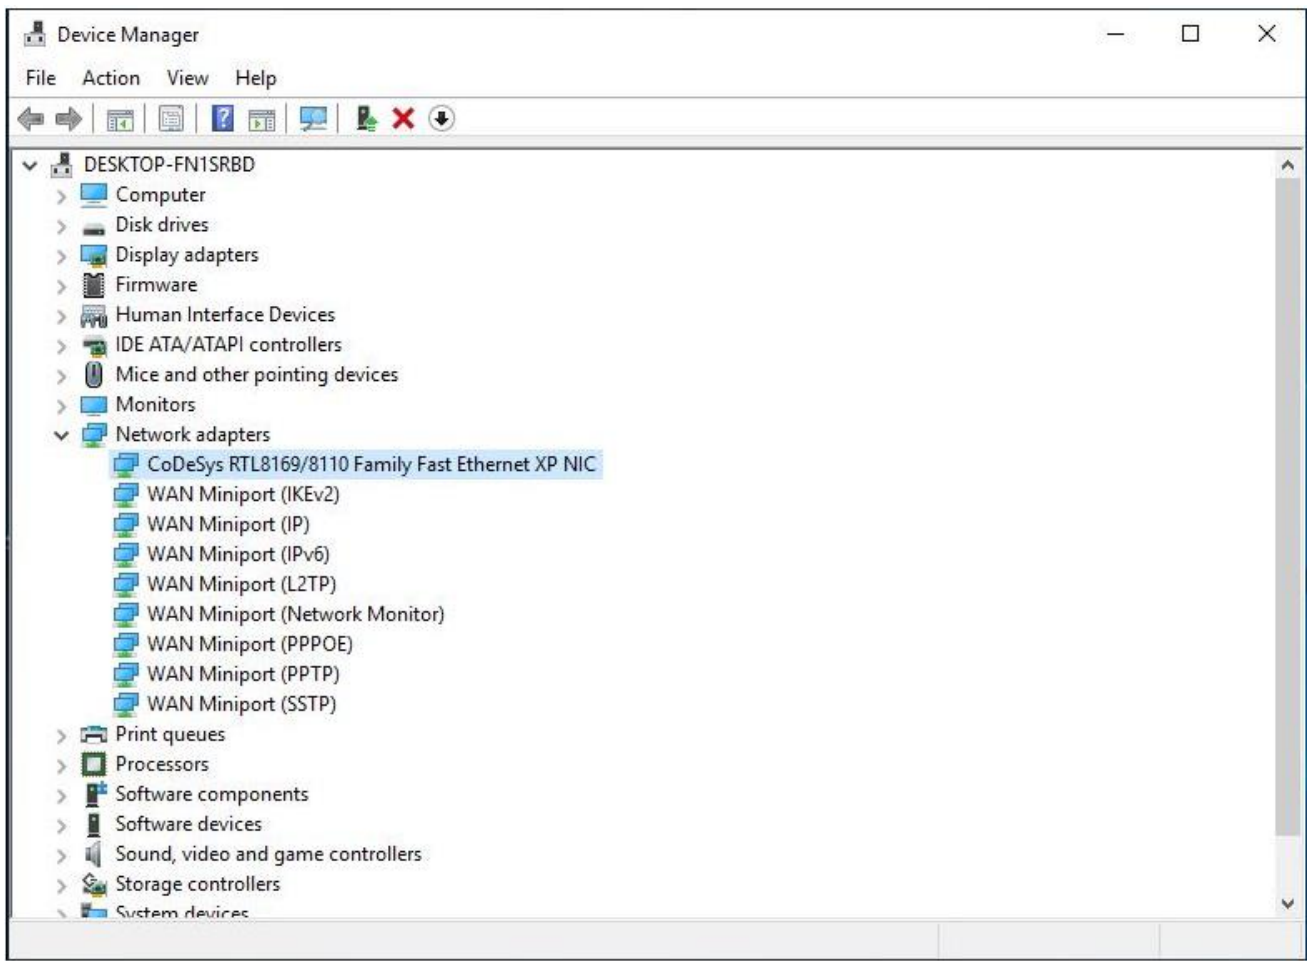 Device Manager
File Action View Help
DESKTOP-FN1SRBD
Computer
Disk drives
Display adapters
Firmware
Human Interface Devices
IDE ATA/ATAPI controllers
Mice and other pointing devices
Monitors
Network adapters
CoDeSys RTL8169/8110 Family Fast Ethernet XP NIC
WAN Miniport (IKEv2)
WAN Miniport (IP)
WAN Miniport (IPv6)
WAN Miniport (L2TP)
WAN Miniport (Network Monitor)
WAN Miniport (PPPOE)
WAN Miniport (PPTP)
WAN Miniport (SSTP)
Print queues
Processors
Software components
Software devices
Sound, video and game controllers
Storage controllers
System devices